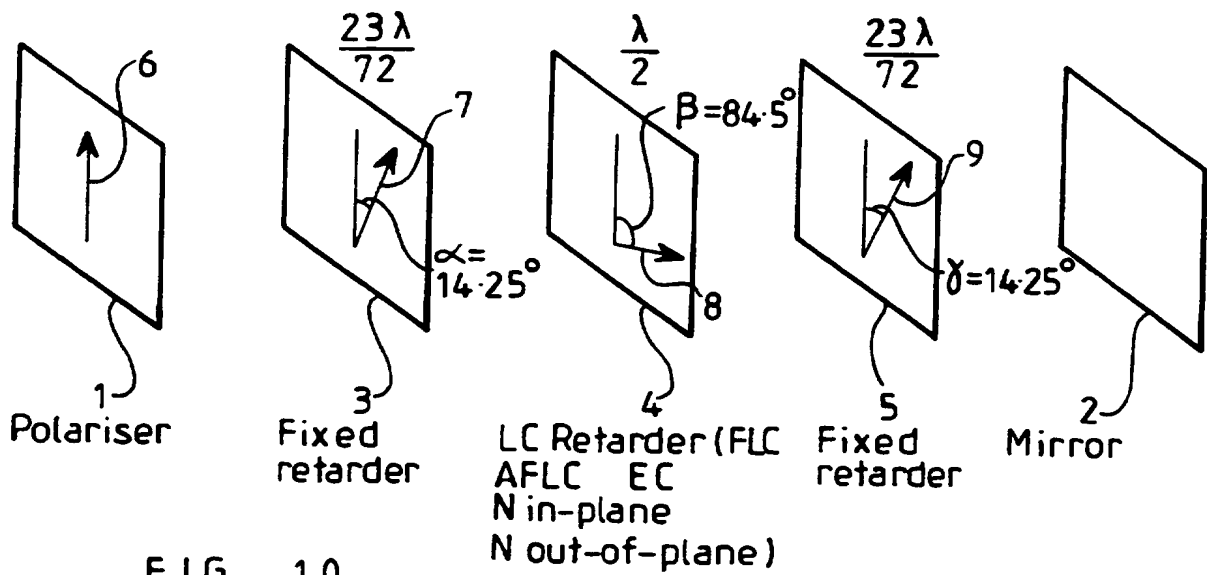 23λ
72
λ
2
23λ
72
6
7
β=84.5°
9
α=
14.25°
8
γ=14.25°
1
3
4
5
2
Polariser
Fixed
retarder
LC Retarder (FLC
AFLC EC
N in-plane
N out-of-plane)
Fixed
retarder
Mirror
FIG 10